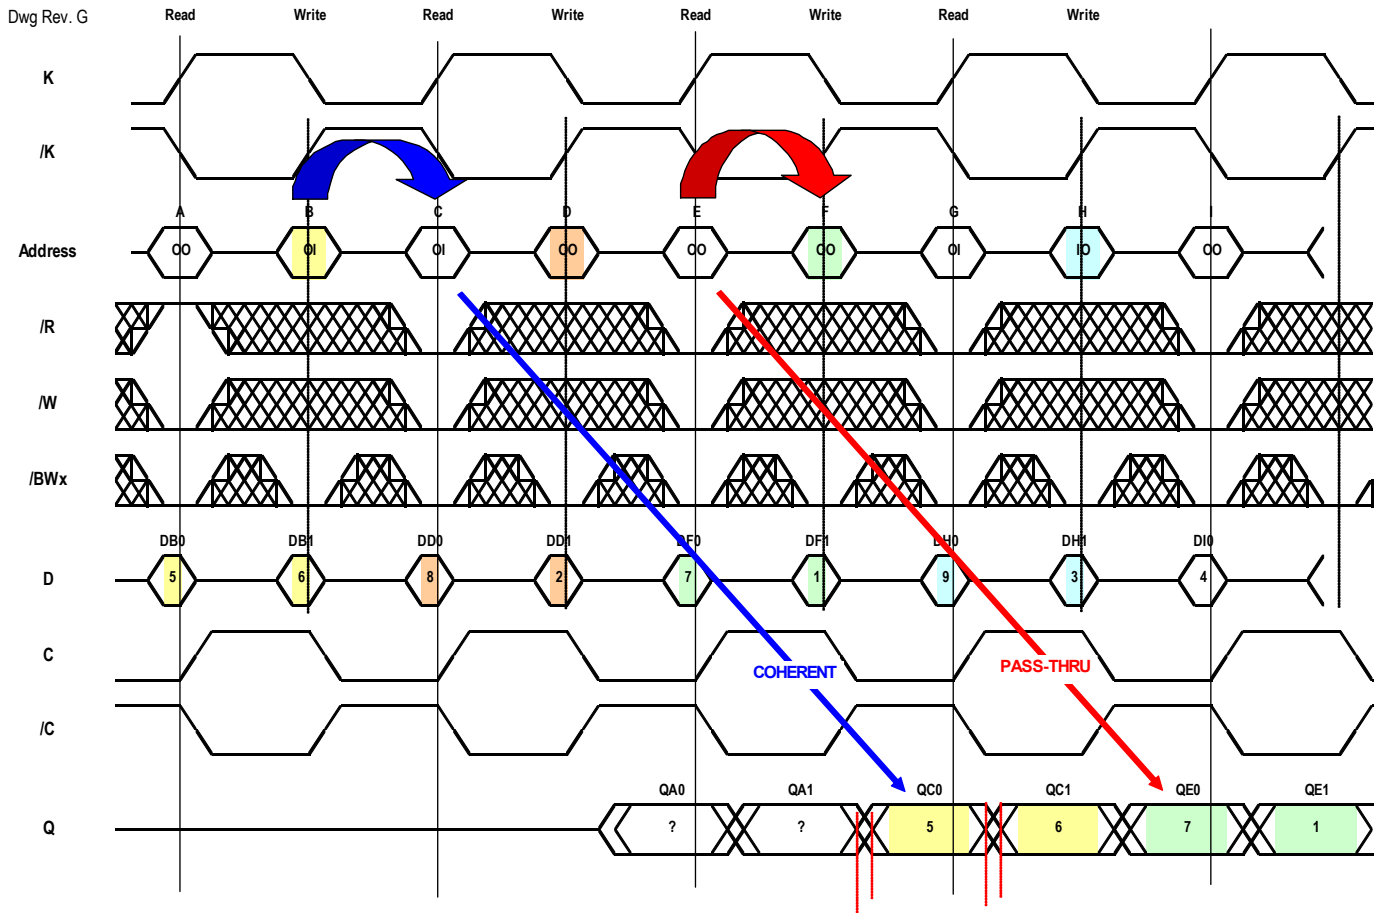 Dwg Rev. G Read Write Read Write Read Write Read Write
K
/K
A B C D E F G H I
Address OO OI OI OO OO OO OI IO OO
/R
/W
/BWx
DB0 DB1 DD0 DD1 DF0 DF1 DH0 DH1 DI0
D 5 6 8 2 7 1 9 3 4
C
COHERENT PASS-THRU
/C
QA0 QA1 QC0 QC1 QE0 QE1
Q ? ? 5 6 7 1